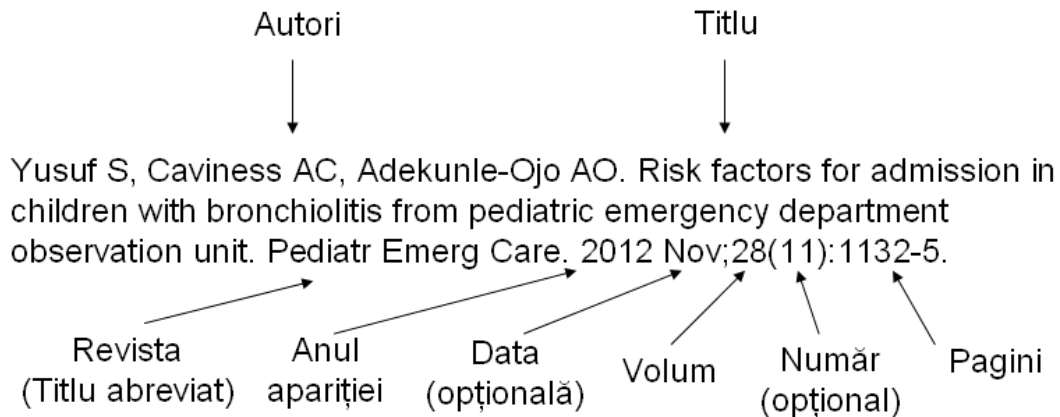 Autori Titlu
Yusuf S, Caviness AC, Adekunle-Ojo AO. Risk factors for admission in
children with bronchiolitis from pediatric emergency department
observation unit. Pediatr Emerg Care. 2012 Nov;28(11):1132-5.
Revista
(Titlu abreviat)
Anul
apariției
Data
(opțională)
Volum
Număr
(opțional)
Pagini